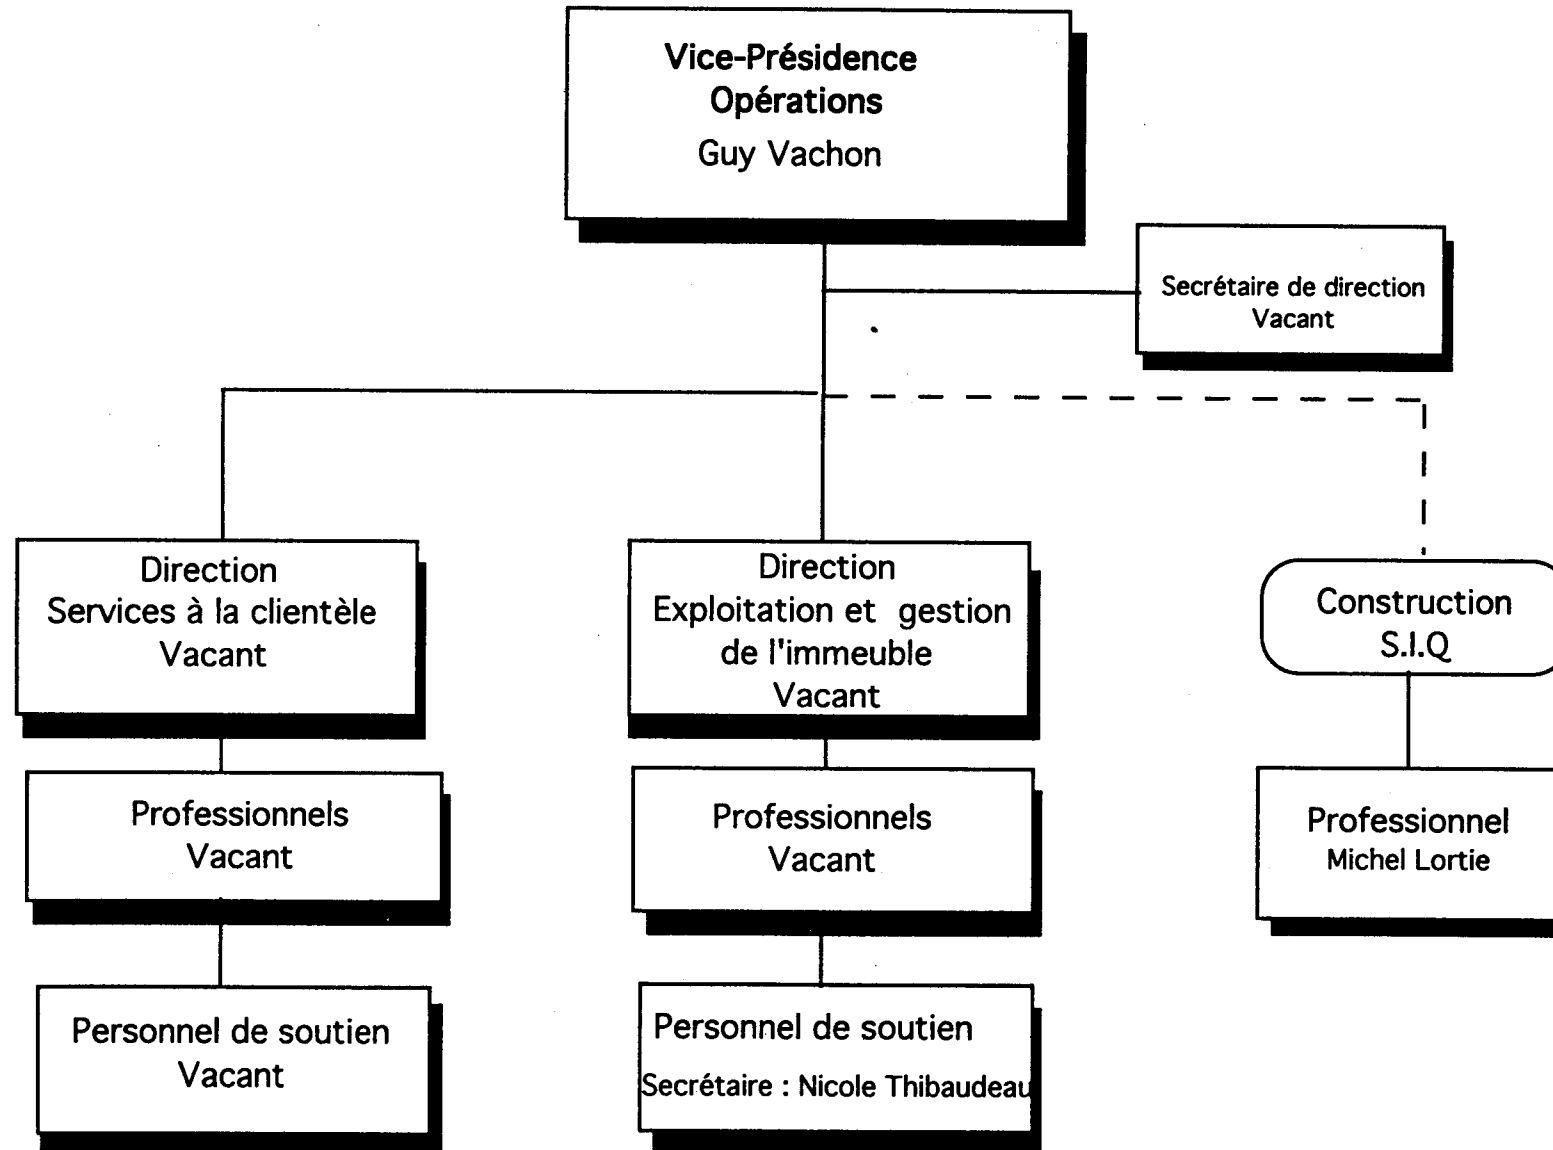 Vice-Présidence
Opérations
Guy Vachon
Secrétaire de direction
Vacant
Direction
Services à la clientèle
Vacant
Direction
Exploitation et gestion
de l'immeuble
Vacant
Construction
S.I.Q
Professionnels
Vacant
Professionnels
Vacant
Professionnel
Michel Lortie
Personnel de soutien
Vacant
Personnel de soutien
Secrétaire : Nicole Thibaudeau